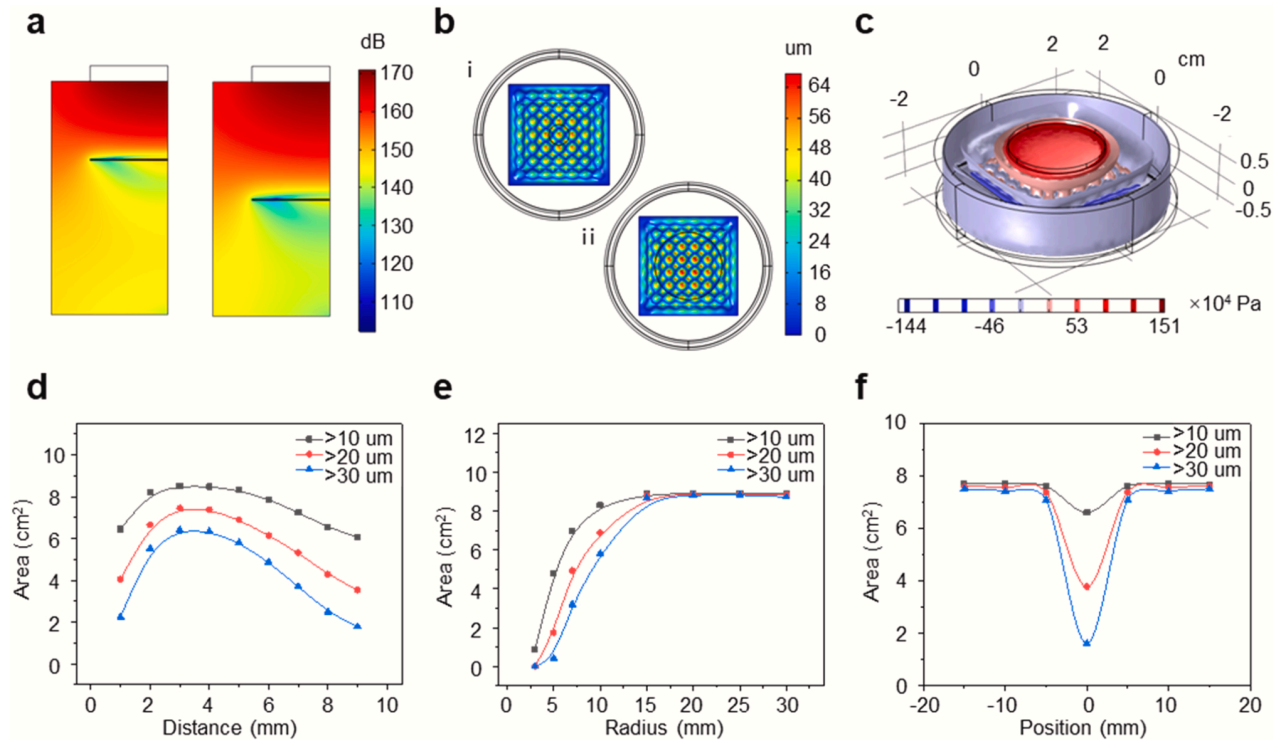 a
dB
170
160
150
140
130
120
110
b
i
ii
um
64
56
48
40
32
24
16
8
0
c
2 2 cm
0 0
-2 -2
0.5
0
-0.5
×10⁴ Pa
-144 -46 53 151
d
>10 um
>20 um
>30 um
10
8
6
4
2
0
Area (cm²)
0 2 4 6 8 10
Distance (mm)
e
>10 um
>20 um
>30 um
12
10
8
6
4
2
0
Area (cm²)
0 5 10 15 20 25 30
Radius (mm)
f
>10 um
>20 um
>30 um
10
8
6
4
2
0
Area (cm²)
-20 -10 0 10 20
Position (mm)